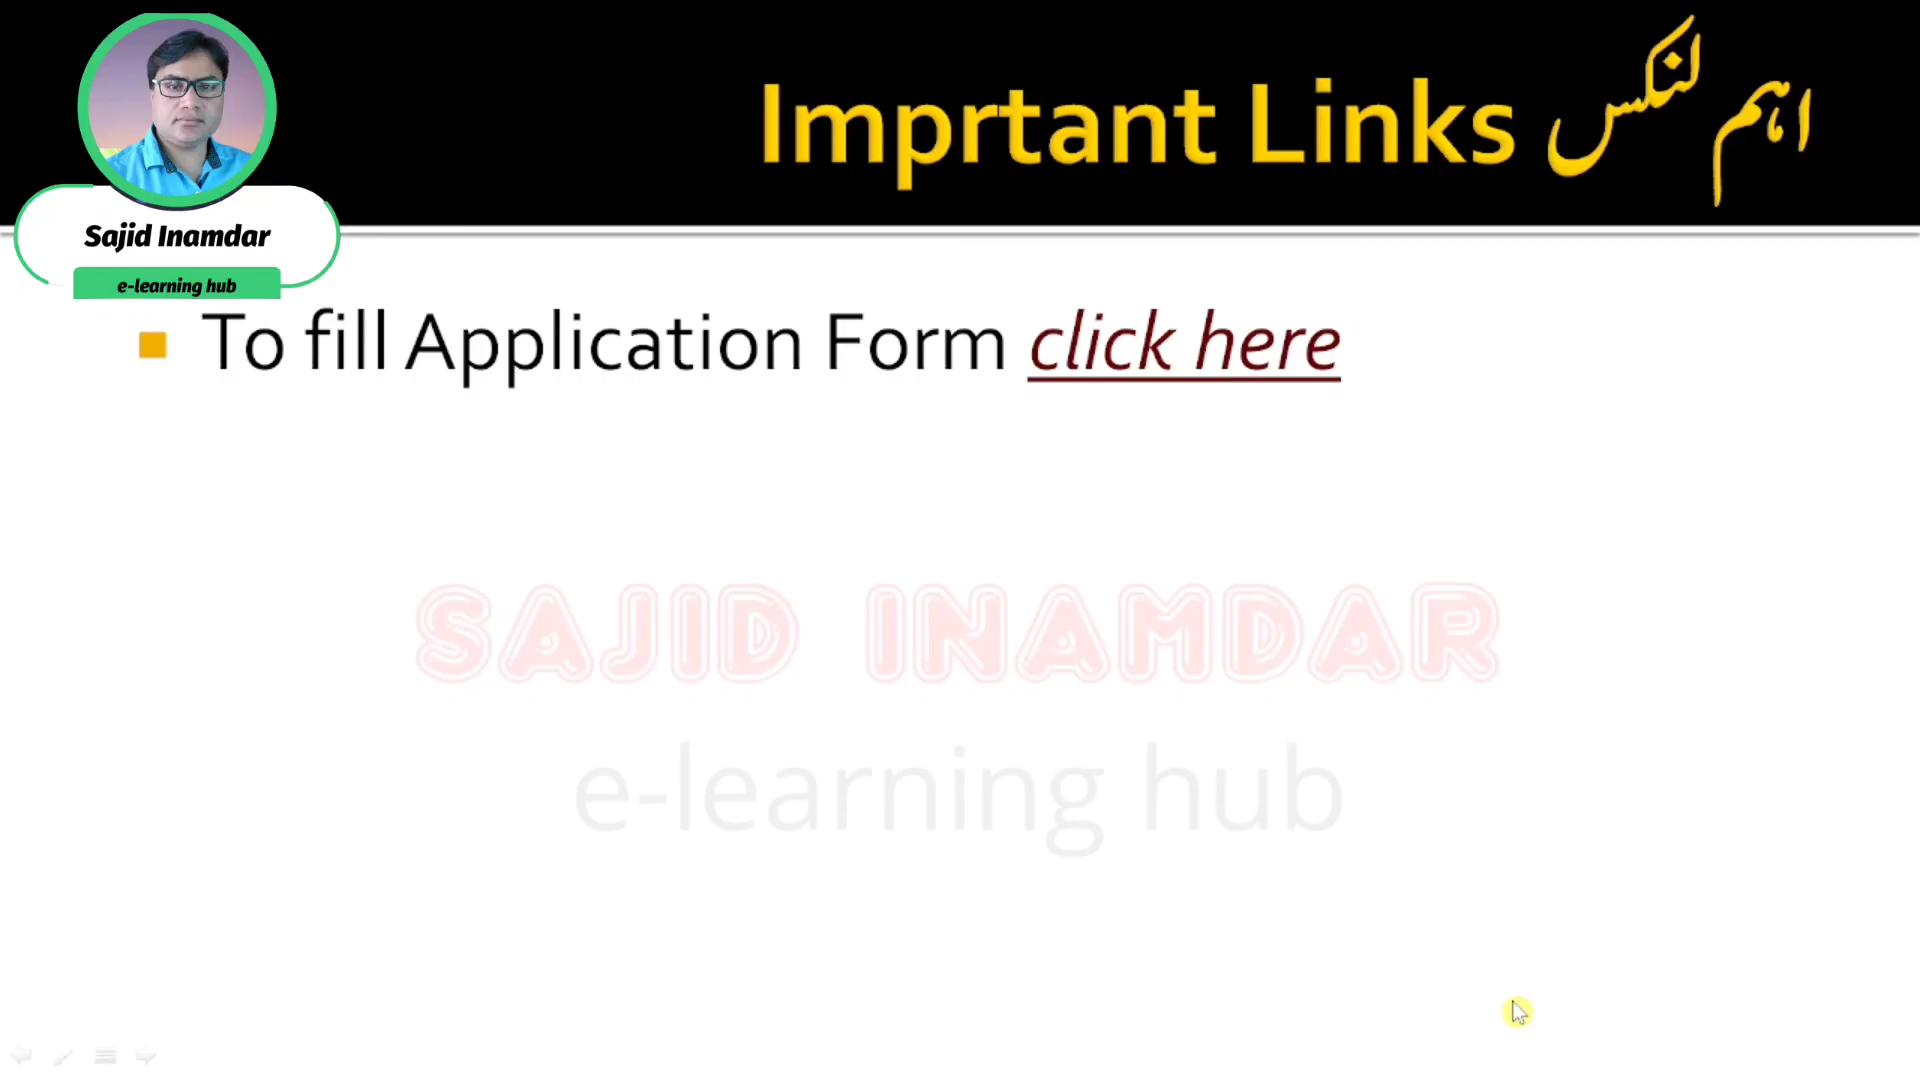 Imprtant Links اہم لنکس
Sajid Inamdar
e-learning hub
To fill Application Form click here
SAJID INAMDAR
e-learning hub